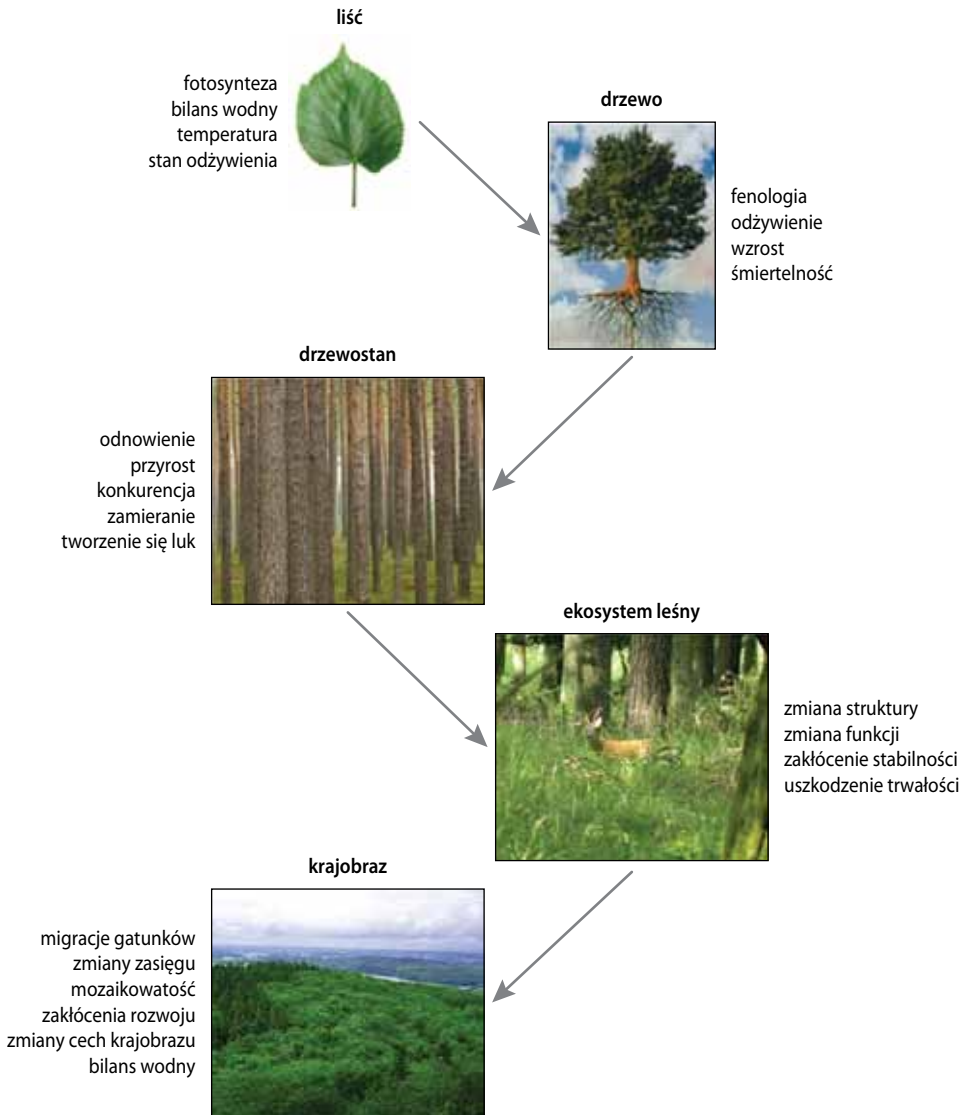 liść
fotosynteza
bilans wodny
temperatura
stan odżywienia
drzewo
fenologia
odżywienie
wzrost
śmiertelność
drzewostan
odnowienie
przyrost
konkurencja
zamieranie
tworzenie się luk
ekosystem leśny
zmiana struktury
zmiana funkcji
zakłócenie stabilności
uszkodzenie trwałości
krajobraz
migracje gatunków
zmiany zasięgu
mozaikowatość
zakłócenia rozwoju
zmiany cech krajobrazu
bilans wodny